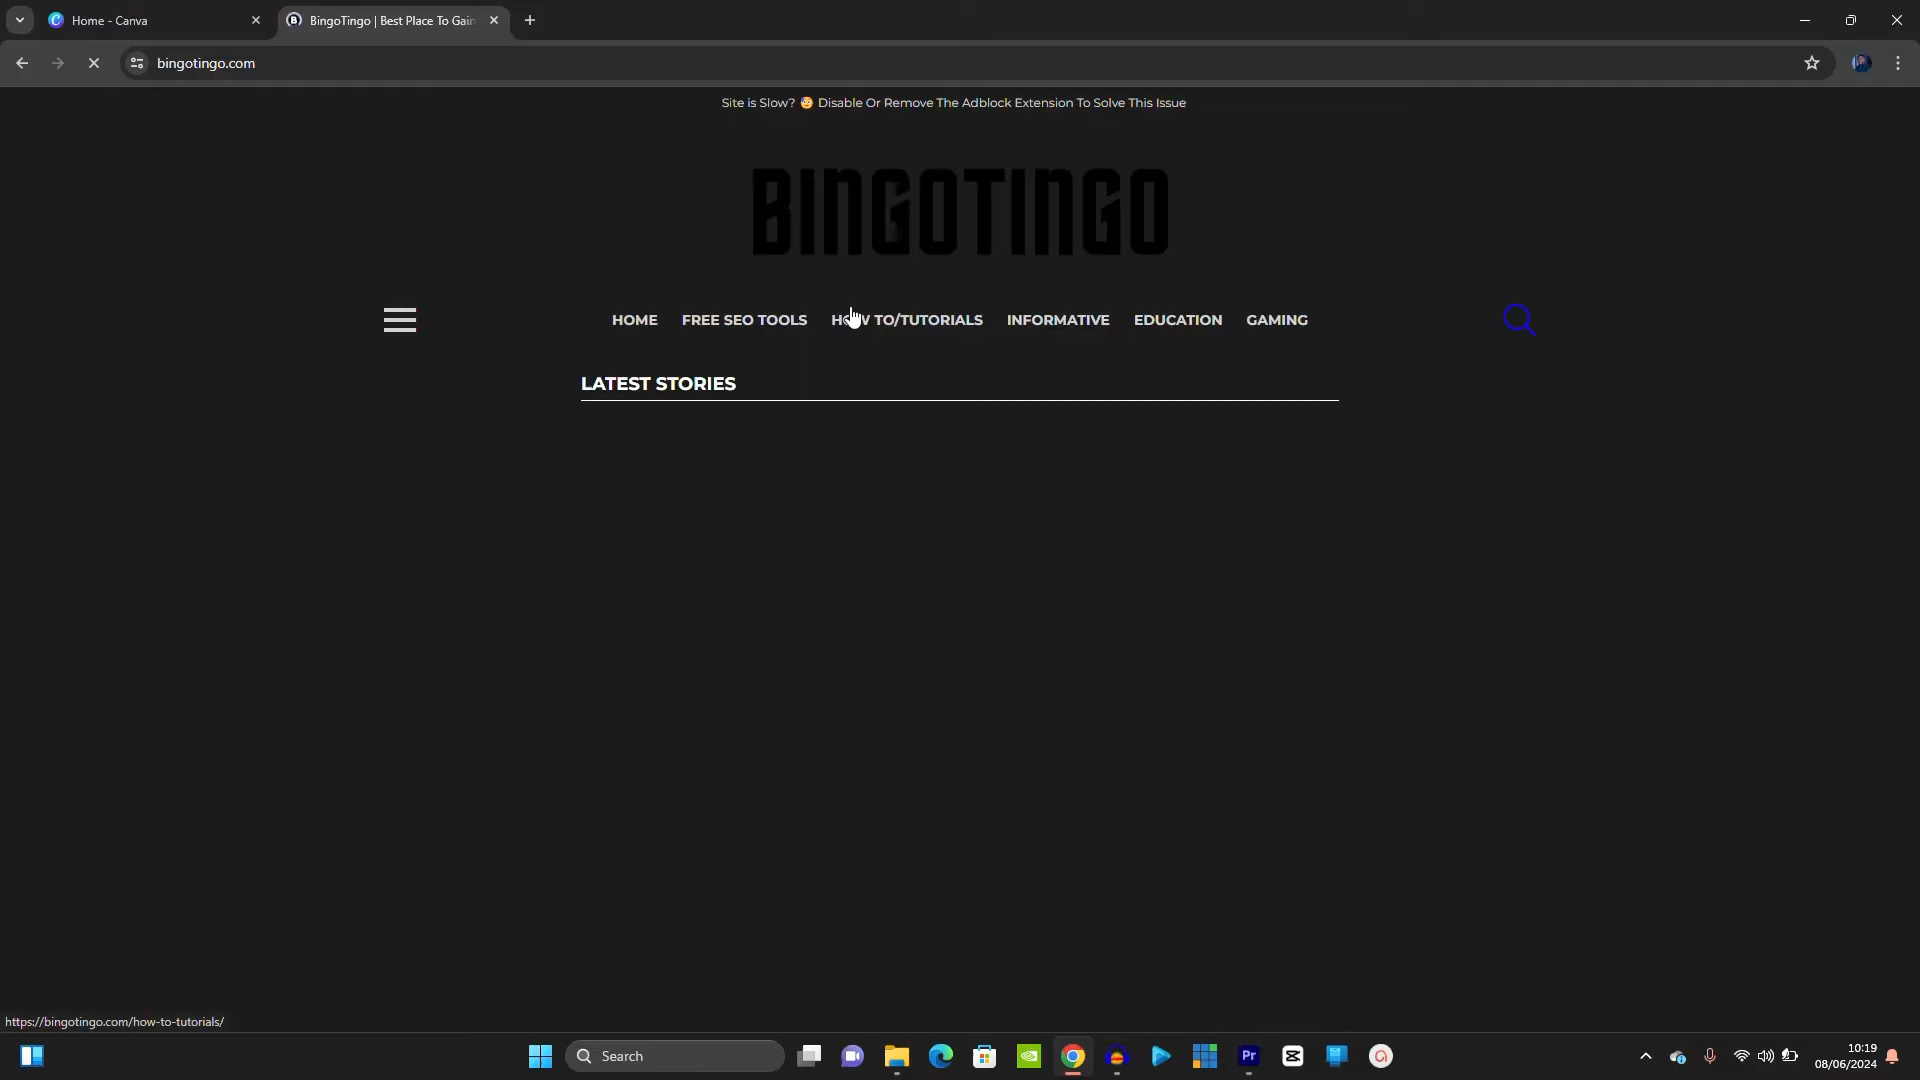 Home - Canva
BingoTingo | Best Place To Gain
bingotingo.com
Site is Slow? 😳 Disable Or Remove The Adblock Extension To Solve This Issue
BINGOTINGO
HOME FREE SEO TOOLS HOW TO/TUTORIALS INFORMATIVE EDUCATION GAMING
LATEST STORIES
https://bingotingo.com/how-to-tutorials/
Search
Pr
10:19
08/06/2024